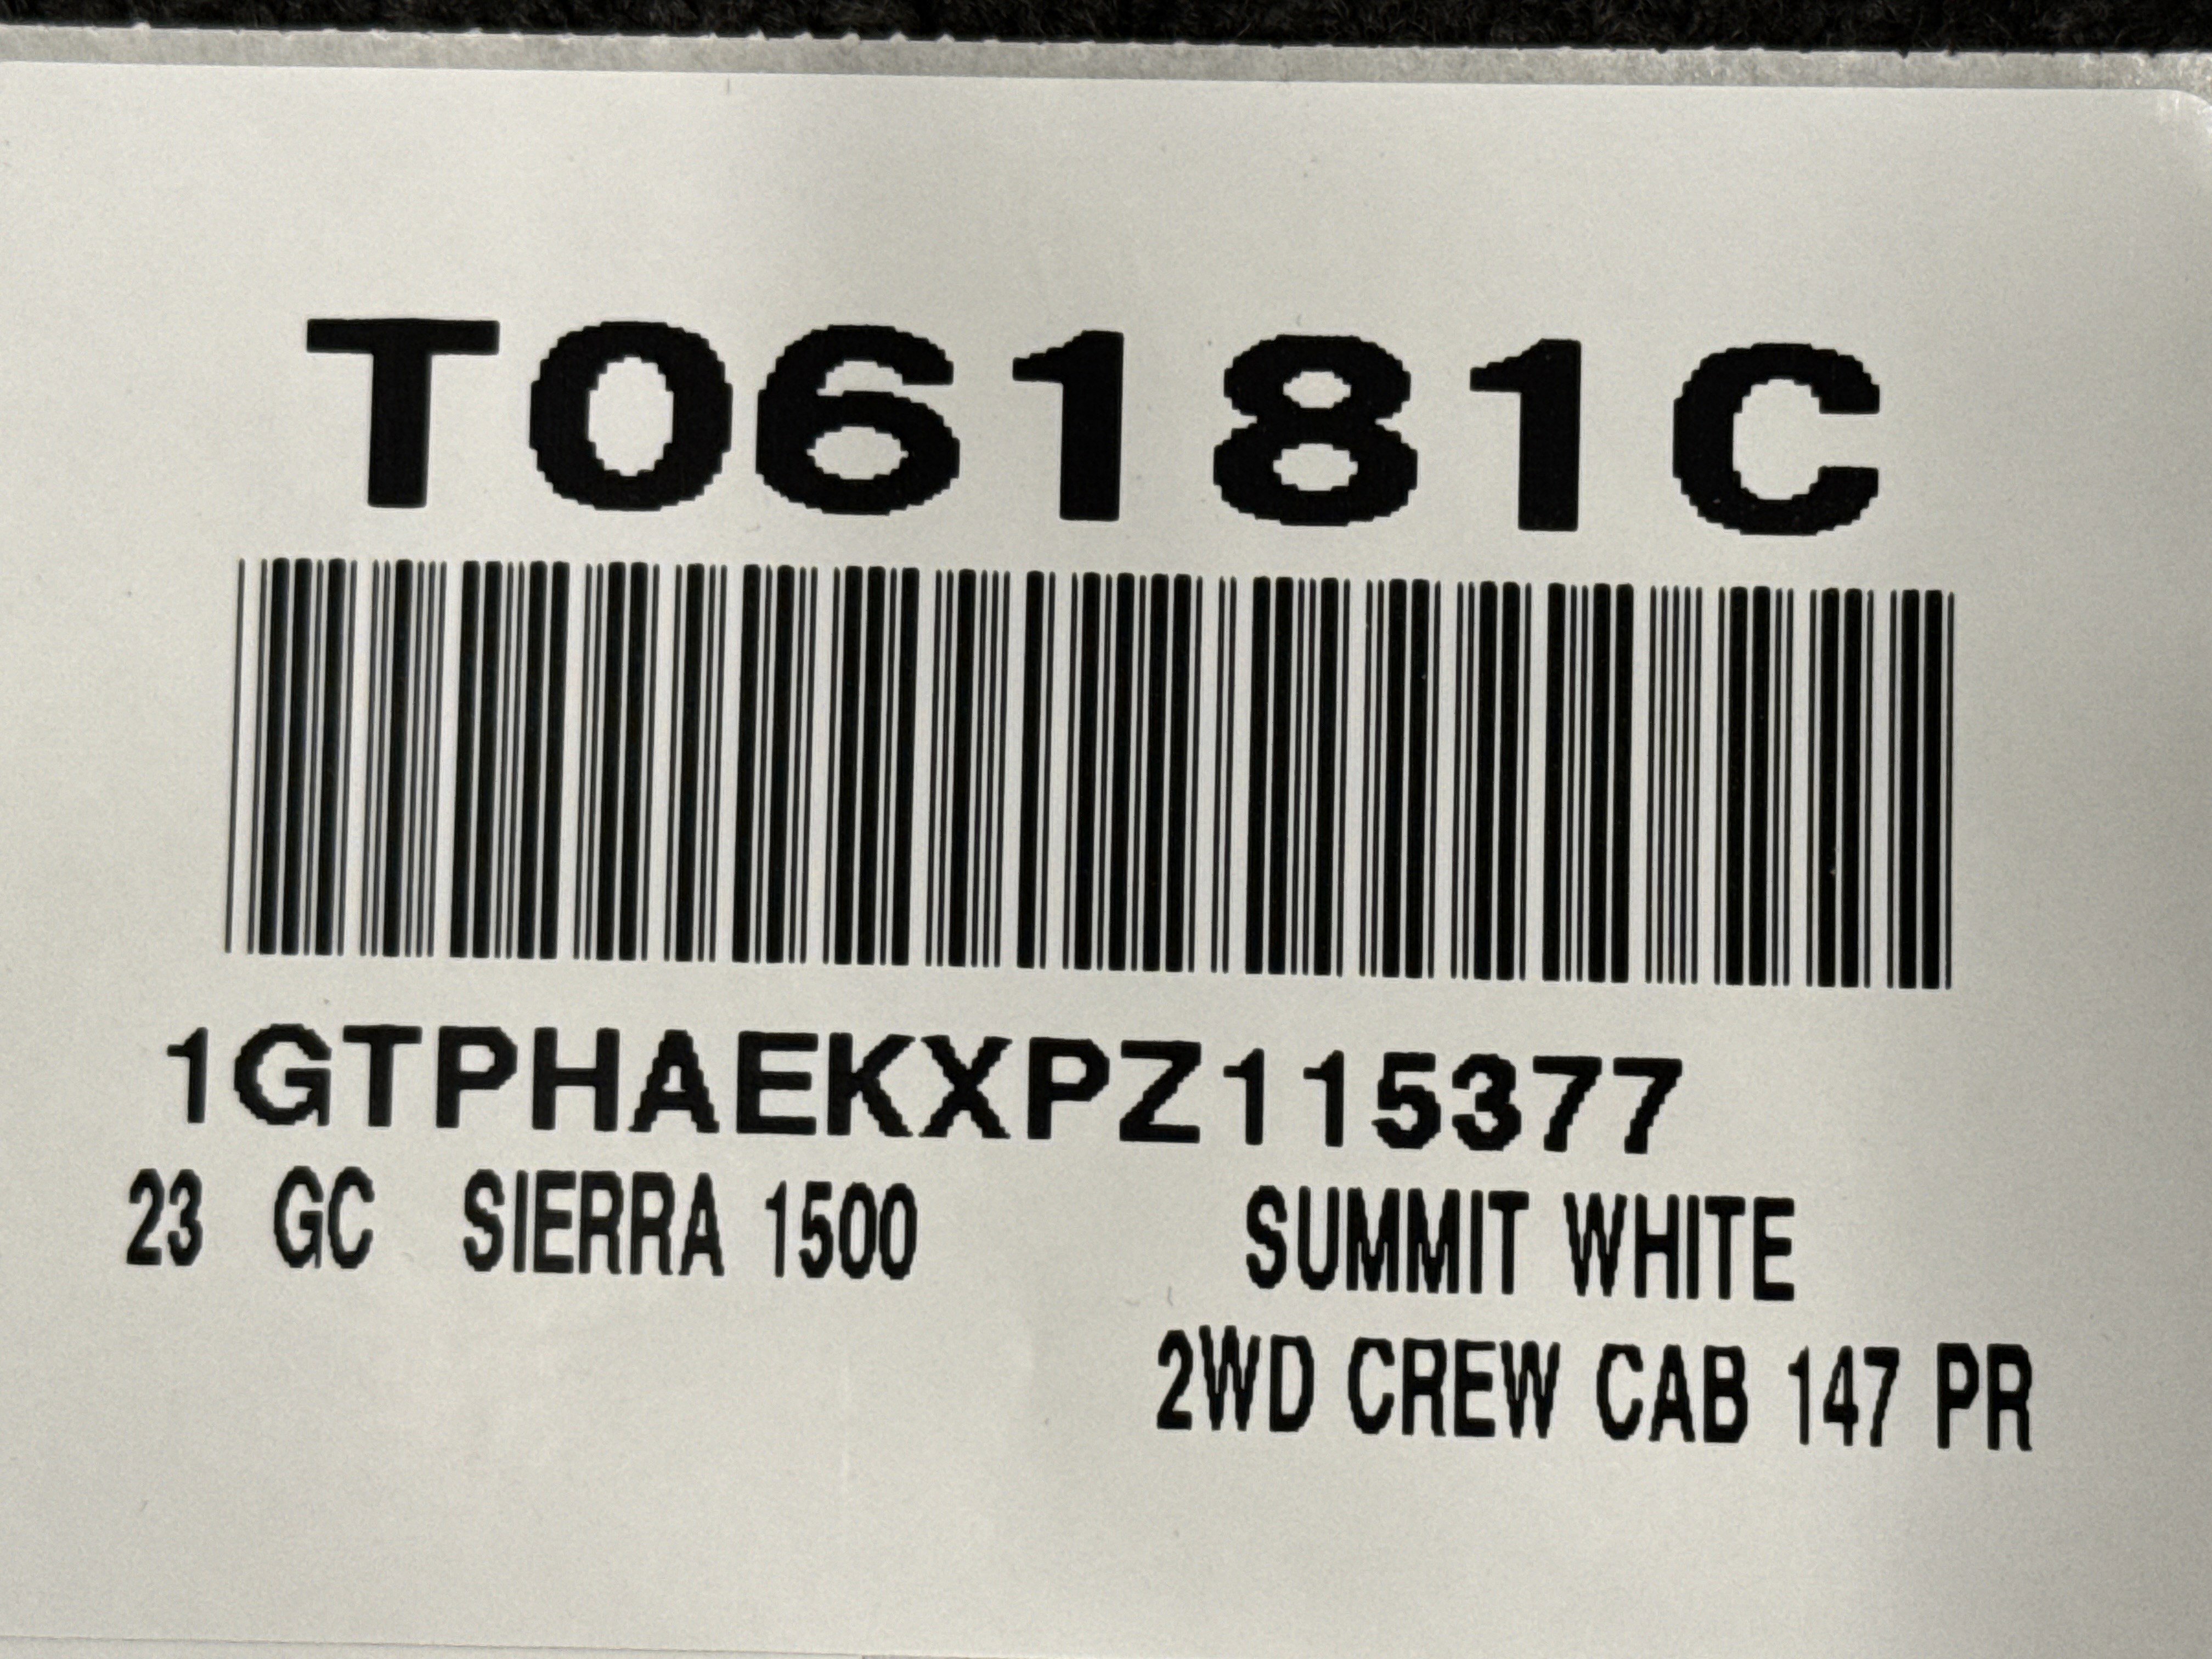 T06181C
1GTPHAEKXPZ115377
23 GC SIERRA 1500 SUMMIT WHITE
2WD CREW CAB 147 PR